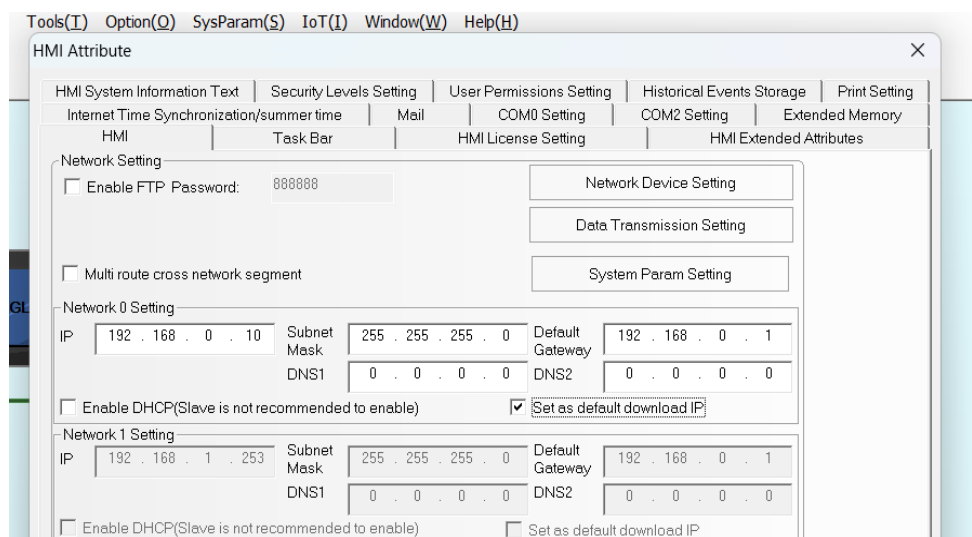 Tools(T) Option(O) SysParam(S) IoT(I) Window(W) Help(H)
HMI Attribute
HMI System Information Text Security Levels Setting User Permissions Setting Historical Events Storage Print Setting
Internet Time Synchronization/summer time Mail COM0 Setting COM2 Setting Extended Memory
HMI Task Bar HMI License Setting HMI Extended Attributes
Network Setting
Enable FTP Password: 888888 Network Device Setting
Data Transmission Setting
Multi route cross network segment System Param Setting
GL
Network 0 Setting
IP 192 . 168 . 0 . 10 Subnet Mask 255 . 255 . 255 . 0 Default Gateway 192 . 168 . 0 . 1
DNS1 0 . 0 . 0 . 0 DNS2 0 . 0 . 0 . 0
Enable DHCP(Slave is not recommended to enable) Set as default download IP
Network 1 Setting
IP 192 . 168 . 1 . 253 Subnet Mask 255 . 255 . 255 . 0 Default Gateway 192 . 168 . 0 . 1
DNS1 0 . 0 . 0 . 0 DNS2 0 . 0 . 0 . 0
Enable DHCP(Slave is not recommended to enable) Set as default download IP